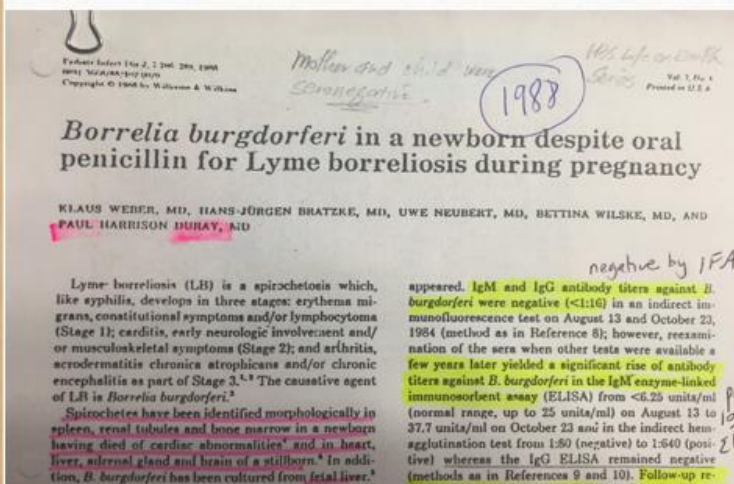 Vol. 7, No. 4
Copyright © 1988 by Williams & Wilkins
Printed in U.S.A.
Mother and child were
seronegative.
1988
Series
Borrelia burgdorferi in a newborn despite oral
penicillin for Lyme borreliosis during pregnancy
KLAUS WEBER, MD, HANS-JÜRGEN BRATZKE, MD, UWE NEUBERT, MD, BETTINA WILSKE, MD, AND
PAUL HARRISON DURAY, MD
Lyme borreliosis (LB) is a spirochetosis which,
like syphilis, develops in three stages: erythema mi-
grans, constitutional symptoms and/or lymphocytoma
(Stage 1); carditis, early neurologic involvement and/
or musculoskeletal symptoms (Stage 2); and arthritis,
acrodermatitis chronica atrophicans and/or chronic
encephalitis as part of Stage 3.¹,² The causative agent
of LB is Borrelia burgdorferi.³
Spirochetes have been identified morphologically in
spleen, renal tubules and bone marrow in a newborn
having died of cardiac abnormalities⁴ and in heart,
liver, adrenal gland and brain of a stillborn.⁵ In addi-
tion, B. burgdorferi has been cultured from fetal liver.⁵
negative by IFA
appeared. IgM and IgG antibody titers against B.
burgdorferi were negative (<1:16) in an indirect im-
munofluorescence test on August 13 and October 23,
1984 (method as in Reference 8); however, reexami-
nation of the sera when other tests were available a
few years later yielded a significant rise of antibody
titers against B. burgdorferi in the IgM enzyme-linked
immunosorbent assay (ELISA) from <6.25 units/ml
(normal range, up to 25 units/ml) on August 13 to
37.7 units/ml on October 23 and in the indirect hem-
agglutination test from 1:80 (negative) to 1:640 (posi-
tive) whereas the IgG ELISA remained negative
(methods as in References 9 and 10). Follow-up re-